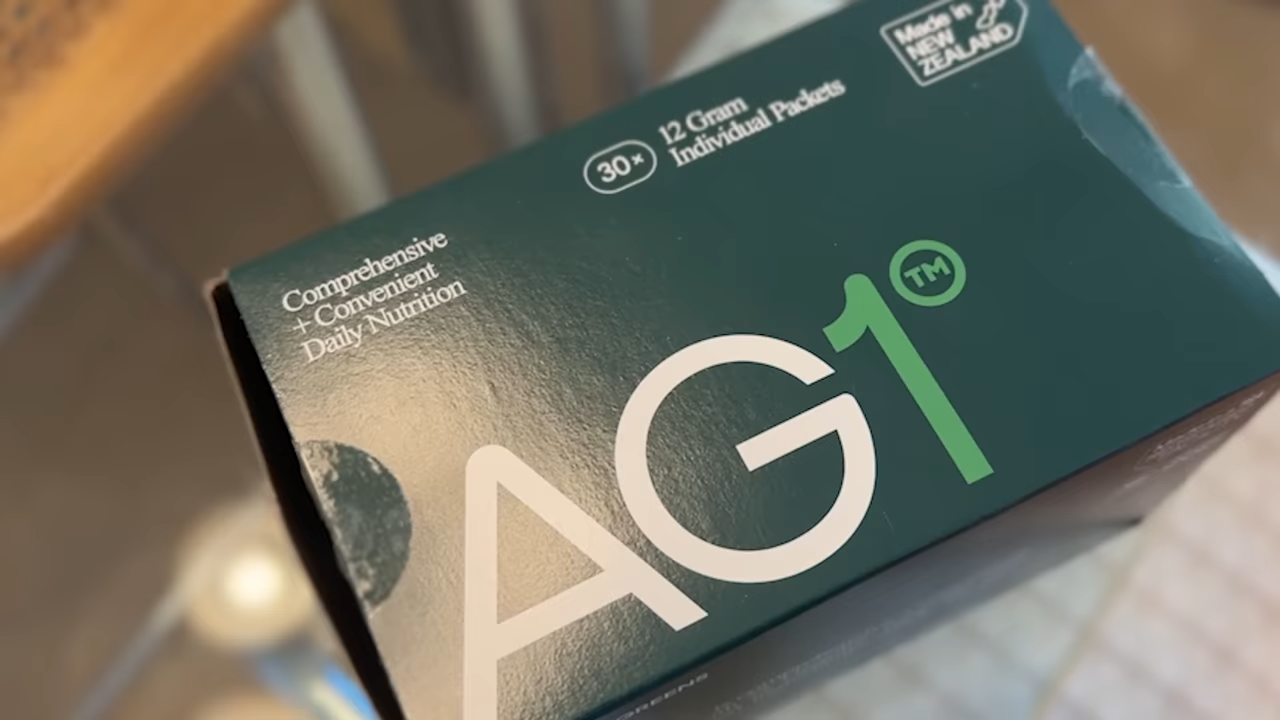 Made in
NEW
ZEALAND
30×
12 Gram
Individual Packets
Comprehensive
+ Convenient
Daily Nutrition
AG1
TM